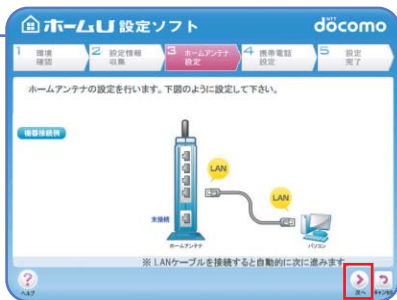 ホームU 設定ソフト
NTT
döcomo
1 環境確認
2 設定情報収集
3 ホームアンテナ設定
4 携帯電話設定
5 設定完了
ホームアンテナの設定を行います。下図のように設定して下さい。
機器接続例
LAN
LAN
未接続
ホームアンテナ
パソコン
※ LANケーブルを接続すると自動的に次に進みます
?
ヘルプ
次へ
キャンセル